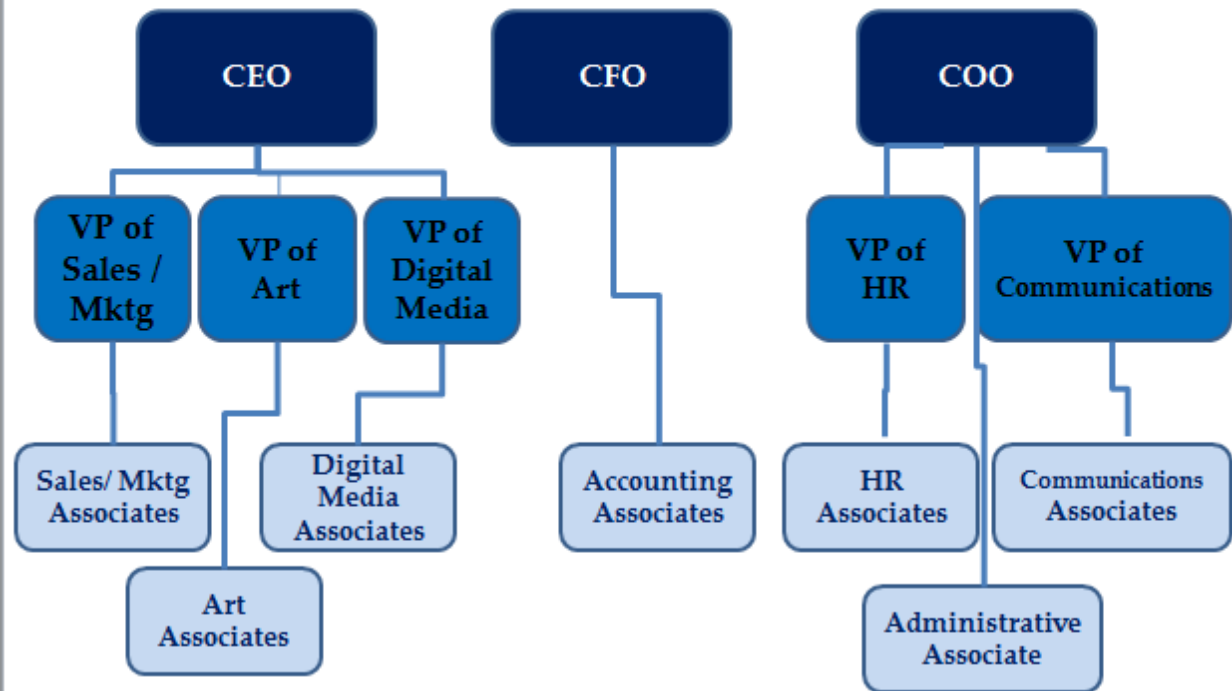 CEO
CFO
COO
VP of
Sales /
Mktg
VP of
Art
VP of
Digital
Media
VP of
HR
VP of
Communications
Sales/ Mktg
Associates
Digital
Media
Associates
Accounting
Associates
HR
Associates
Communications
Associates
Art
Associates
Administrative
Associate